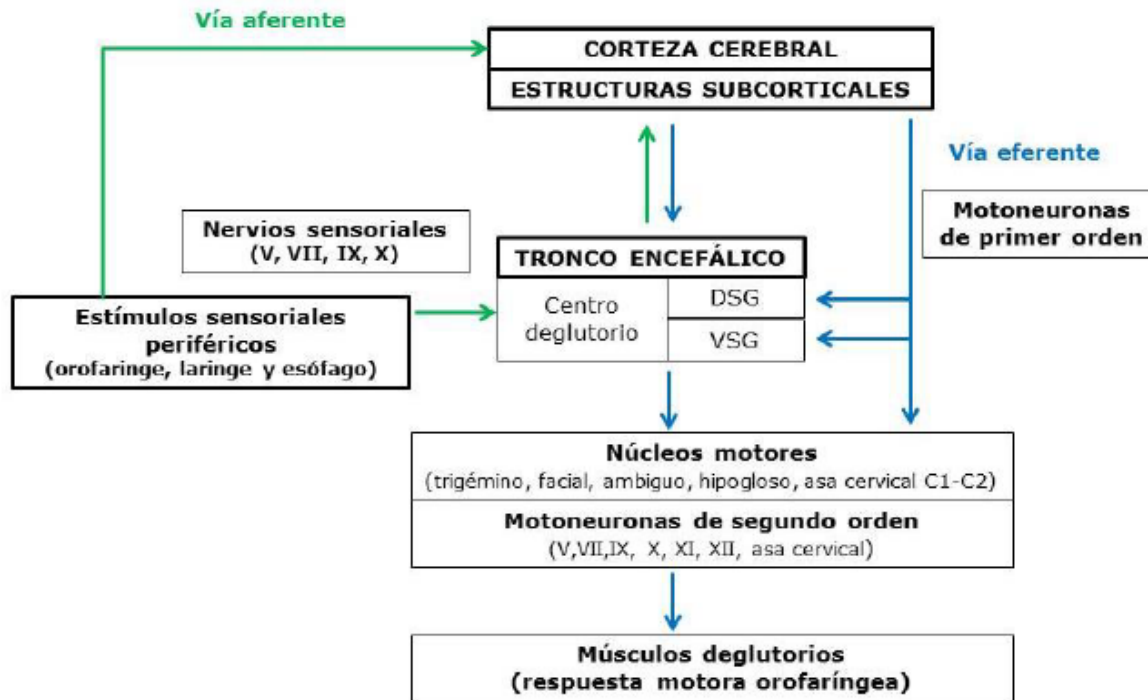 Vía aferente
CORTEZA CEREBRAL
ESTRUCTURAS SUBCORTICALES
Vía eferente
Motoneuronas
de primer orden
Nervios sensoriales
(V, VII, IX, X)
TRONCO ENCEFÁLICO
Centro
deglutorio
DSG
VSG
Estímulos sensoriales
periféricos
(orofaringe, laringe y esófago)
Núcleos motores
(trigémino, facial, ambiguo, hipogloso, asa cervical C1-C2)
Motoneuronas de segundo orden
(V,VII,IX, X, XI, XII, asa cervical)
Músculos deglutorios
(respuesta motora orofaríngea)